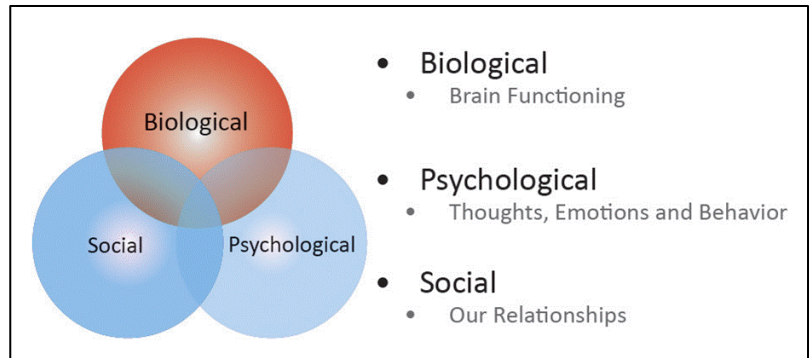 Biological
Social
Psychological
• Biological
• Brain Functioning
• Psychological
• Thoughts, Emotions and Behavior
• Social
• Our Relationships